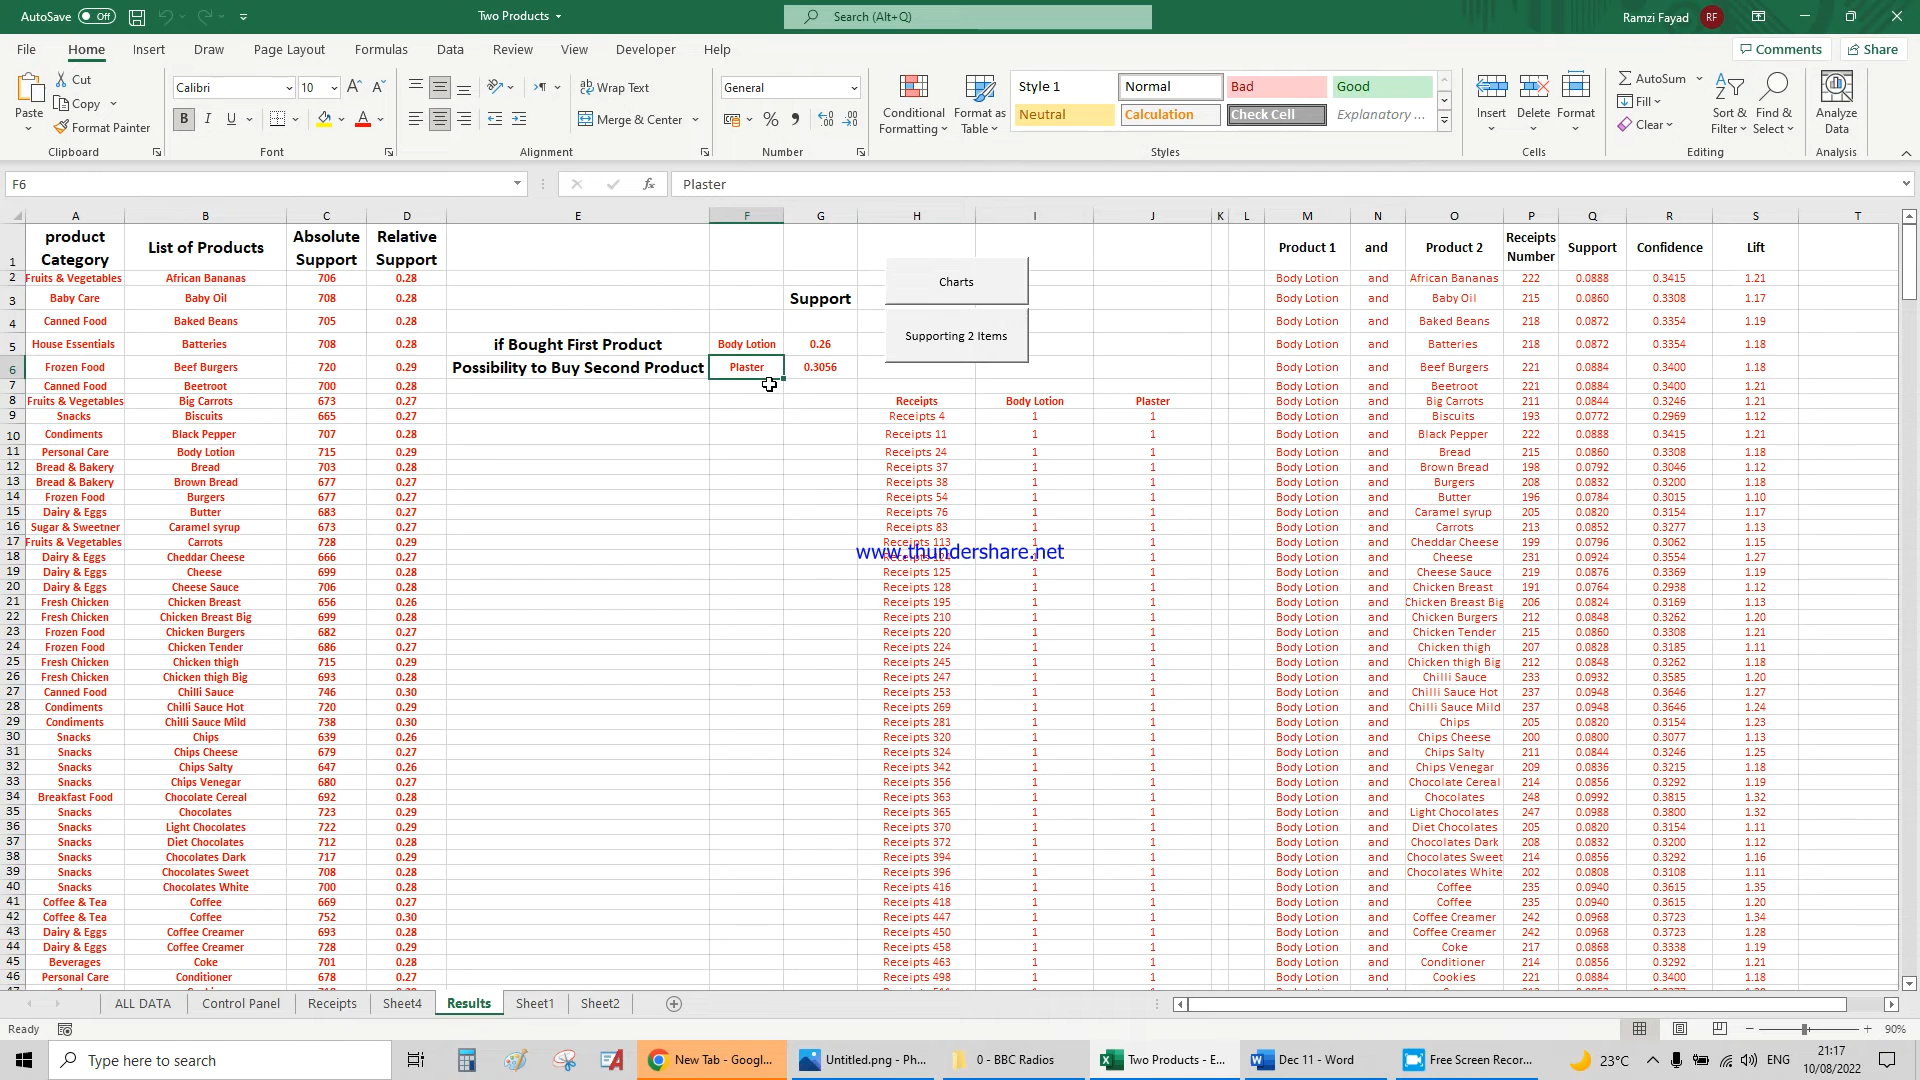 AutoSave Off Two Products Search (Alt+Q) Ramzi Fayad RF
File Home Insert Draw Page Layout Formulas Data Review View Developer Help Comments Share
Paste Cut Copy Format Painter Clipboard
Calibri 10 B I U A Font
Wrap Text Merge & Center Alignment
General % Number
Conditional Formatting Format as Table Style 1 Normal Bad Good Neutral Calculation Check Cell Explanatory ... Styles
Insert Delete Format Cells
AutoSum Fill Clear Sort & Filter Find & Select Editing
Analyze Data Analysis
F6 fx Plaster
A B C D E F G H I J K L M N O P Q R S T
1 product Category List of Products Absolute Support Relative Support Product 1 and Product 2 Receipts Number Support Confidence Lift
Charts
Supporting 2 Items
2 Fruits & Vegetables African Bananas 706 0.28 Body Lotion and African Bananas 222 0.0888 0.3415 1.21
3 Baby Care Baby Oil 708 0.28 Support Body Lotion and Baby Oil 215 0.0860 0.3308 1.17
4 Canned Food Baked Beans 705 0.28 Body Lotion and Baked Beans 218 0.0872 0.3354 1.19
5 House Essentials Batteries 708 0.28 if Bought First Product Body Lotion 0.26 Body Lotion and Batteries 218 0.0872 0.3354 1.18
6 Frozen Food Beef Burgers 720 0.29 Possibility to Buy Second Product Plaster 0.3056 Body Lotion and Beef Burgers 221 0.0884 0.3400 1.18
7 Canned Food Beetroot 700 0.28 Body Lotion and Beetroot 221 0.0884 0.3400 1.21
8 Fruits & Vegetables Big Carrots 673 0.27 Receipts Body Lotion Plaster Body Lotion and Big Carrots 211 0.0844 0.3246 1.21
9 Snacks Biscuits 665 0.27 Receipts 4 1 1 Body Lotion and Biscuits 193 0.0772 0.2969 1.12
10 Condiments Black Pepper 707 0.28 Receipts 11 1 1 Body Lotion and Black Pepper 222 0.0888 0.3415 1.21
11 Personal Care Body Lotion 715 0.29 Receipts 24 1 1 Body Lotion and Bread 215 0.0860 0.3308 1.18
12 Bread & Bakery Bread 703 0.28 Receipts 37 1 1 Body Lotion and Brown Bread 198 0.0792 0.3046 1.12
13 Bread & Bakery Brown Bread 677 0.27 Receipts 38 1 1 Body Lotion and Burgers 208 0.0832 0.3200 1.18
14 Frozen Food Burgers 677 0.27 Receipts 54 1 1 Body Lotion and Butter 196 0.0784 0.3015 1.10
15 Dairy & Eggs Butter 683 0.27 Receipts 76 1 1 Body Lotion and Caramel syrup 205 0.0820 0.3154 1.17
16 Sugar & Sweetner Caramel syrup 673 0.27 Receipts 83 1 1 Body Lotion and Carrots 213 0.0852 0.3277 1.13
17 Fruits & Vegetables Carrots 728 0.29 Receipts 113 1 1 Body Lotion and Cheddar Cheese 199 0.0796 0.3062 1.15
www.thundershare.net
18 Dairy & Eggs Cheddar Cheese 666 0.27 1 1 Body Lotion and Cheese 231 0.0924 0.3554 1.27
19 Dairy & Eggs Cheese 699 0.28 Receipts 125 1 1 Body Lotion and Cheese Sauce 219 0.0876 0.3369 1.19
20 Dairy & Eggs Cheese Sauce 706 0.28 Receipts 128 1 1 Body Lotion and Chicken Breast 191 0.0764 0.2938 1.12
21 Fresh Chicken Chicken Breast 656 0.26 Receipts 195 1 1 Body Lotion and Chicken Breast Big 206 0.0824 0.3169 1.13
22 Fresh Chicken Chicken Breast Big 699 0.28 Receipts 210 1 1 Body Lotion and Chicken Burgers 212 0.0848 0.3262 1.20
23 Frozen Food Chicken Burgers 682 0.27 Receipts 220 1 1 Body Lotion and Chicken Tender 215 0.0860 0.3308 1.21
24 Frozen Food Chicken Tender 686 0.27 Receipts 224 1 1 Body Lotion and Chicken thigh 207 0.0828 0.3185 1.11
25 Fresh Chicken Chicken thigh 715 0.29 Receipts 245 1 1 Body Lotion and Chicken thigh Big 212 0.0848 0.3262 1.18
26 Fresh Chicken Chicken thigh Big 693 0.28 Receipts 247 1 1 Body Lotion and Chilli Sauce 233 0.0932 0.3585 1.20
27 Canned Food Chilli Sauce 746 0.30 Receipts 253 1 1 Body Lotion and Chilli Sauce Hot 237 0.0948 0.3646 1.27
28 Condiments Chilli Sauce Hot 720 0.29 Receipts 269 1 1 Body Lotion and Chilli Sauce Mild 237 0.0948 0.3646 1.24
29 Condiments Chilli Sauce Mild 738 0.30 Receipts 281 1 1 Body Lotion and Chips 205 0.0820 0.3154 1.23
30 Snacks Chips 639 0.26 Receipts 320 1 1 Body Lotion and Chips Cheese 200 0.0800 0.3077 1.13
31 Snacks Chips Cheese 679 0.27 Receipts 324 1 1 Body Lotion and Chips Salty 211 0.0844 0.3246 1.25
32 Snacks Chips Salty 647 0.26 Receipts 342 1 1 Body Lotion and Chips Venegar 209 0.0836 0.3215 1.18
33 Snacks Chips Venegar 680 0.27 Receipts 356 1 1 Body Lotion and Chocolate Cereal 214 0.0856 0.3292 1.19
34 Breakfast Food Chocolate Cereal 692 0.28 Receipts 363 1 1 Body Lotion and Chocolates 248 0.0992 0.3815 1.32
35 Snacks Chocolates 723 0.29 Receipts 365 1 1 Body Lotion and Light Chocolates 247 0.0988 0.3800 1.32
36 Snacks Light Chocolates 722 0.29 Receipts 370 1 1 Body Lotion and Diet Chocolates 205 0.0820 0.3154 1.11
37 Snacks Diet Chocolates 712 0.28 Receipts 372 1 1 Body Lotion and Chocolates Dark 208 0.0832 0.3200 1.12
38 Snacks Chocolates Dark 717 0.29 Receipts 394 1 1 Body Lotion and Chocolates Sweet 214 0.0856 0.3292 1.16
39 Snacks Chocolates Sweet 708 0.28 Receipts 396 1 1 Body Lotion and Chocolates White 202 0.0808 0.3108 1.11
40 Snacks Chocolates White 700 0.28 Receipts 416 1 1 Body Lotion and Coffee 235 0.0940 0.3615 1.35
41 Coffee & Tea Coffee 669 0.27 Receipts 418 1 1 Body Lotion and Coffee 235 0.0940 0.3615 1.20
42 Coffee & Tea Coffee 752 0.30 Receipts 447 1 1 Body Lotion and Coffee Creamer 242 0.0968 0.3723 1.34
43 Dairy & Eggs Coffee Creamer 693 0.28 Receipts 450 1 1 Body Lotion and Coffee Creamer 242 0.0968 0.3723 1.28
44 Dairy & Eggs Coffee Creamer 728 0.29 Receipts 458 1 1 Body Lotion and Coke 217 0.0868 0.3338 1.19
45 Beverages Coke 701 0.28 Receipts 463 1 1 Body Lotion and Conditioner 214 0.0856 0.3292 1.21
46 Personal Care Conditioner 678 0.27 Receipts 498 1 1 Body Lotion and Cookies 221 0.0884 0.3400 1.18
ALL DATA Control Panel Receipts Sheet4 Results Sheet1 Sheet2
Ready 90%
Type here to search New Tab - Googl... Untitled.png - Ph... 0 - BBC Radios Two Products - E... Dec 11 - Word Free Screen Recor... 23°C ENG 21:17
10/08/2022